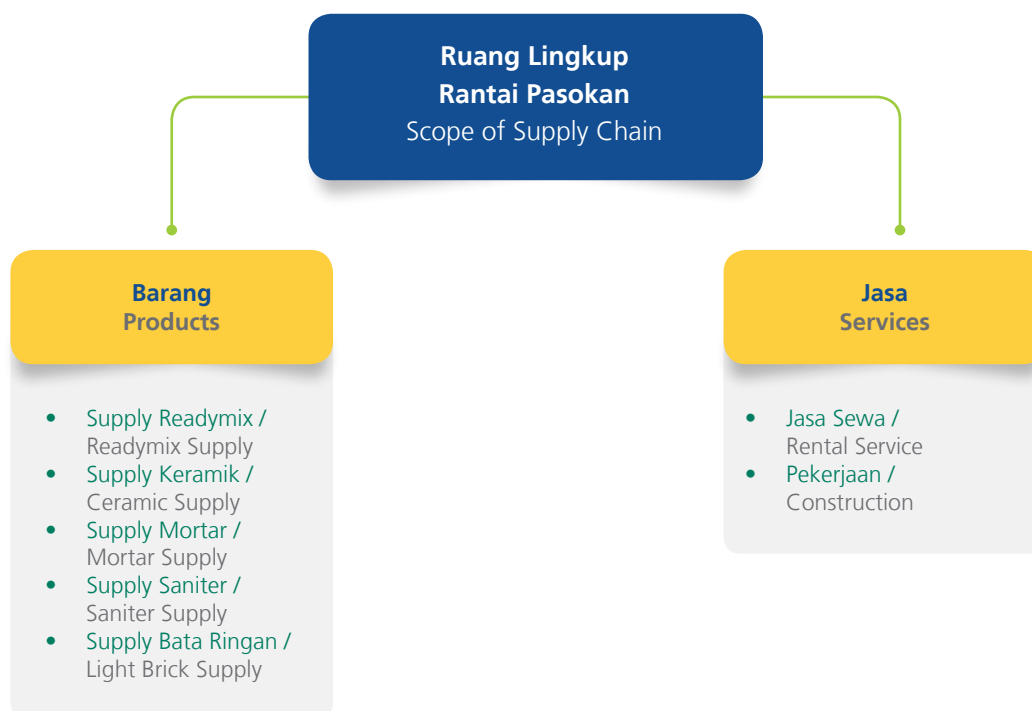 Ruang Lingkup
Rantai Pasokan
Scope of Supply Chain
Barang
Products
• Supply Readymix /
Readymix Supply
• Supply Keramik /
Ceramic Supply
• Supply Mortar /
Mortar Supply
• Supply Saniter /
Saniter Supply
• Supply Bata Ringan /
Light Brick Supply
Jasa
Services
• Jasa Sewa /
Rental Service
• Pekerjaan /
Construction